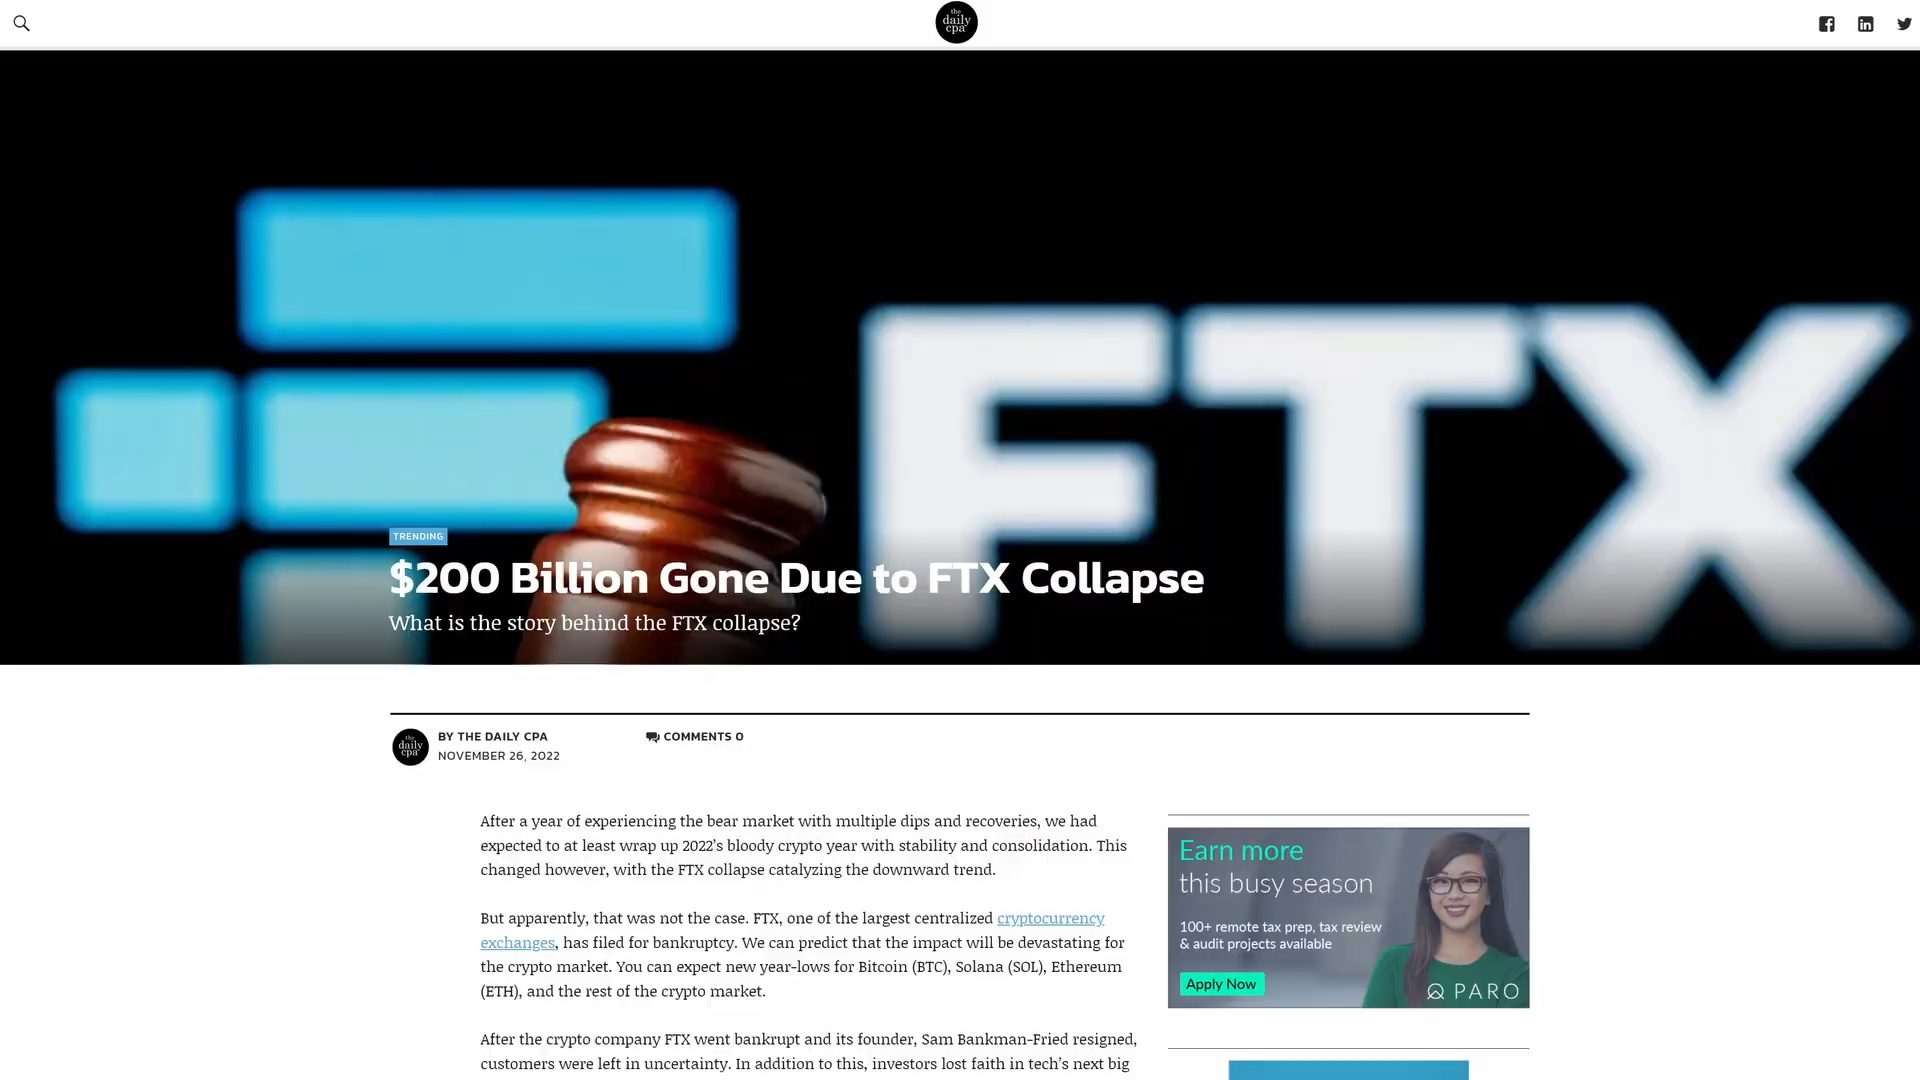 the
daily
cpa
FTX
TRENDING
$200 Billion Gone Due to FTX Collapse
What is the story behind the FTX collapse?
the
daily
cpa
BY THE DAILY CPA
NOVEMBER 26, 2022
COMMENTS 0
After a year of experiencing the bear market with multiple dips and recoveries, we had
expected to at least wrap up 2022’s bloody crypto year with stability and consolidation. This
changed however, with the FTX collapse catalyzing the downward trend.
But apparently, that was not the case. FTX, one of the largest centralized cryptocurrency
exchanges, has filed for bankruptcy. We can predict that the impact will be devastating for
the crypto market. You can expect new year-lows for Bitcoin (BTC), Solana (SOL), Ethereum
(ETH), and the rest of the crypto market.
After the crypto company FTX went bankrupt and its founder, Sam Bankman-Fried resigned,
customers were left in uncertainty. In addition to this, investors lost faith in tech’s next big
Earn more
this busy season
100+ remote tax prep, tax review
& audit projects available
Apply Now
PARO